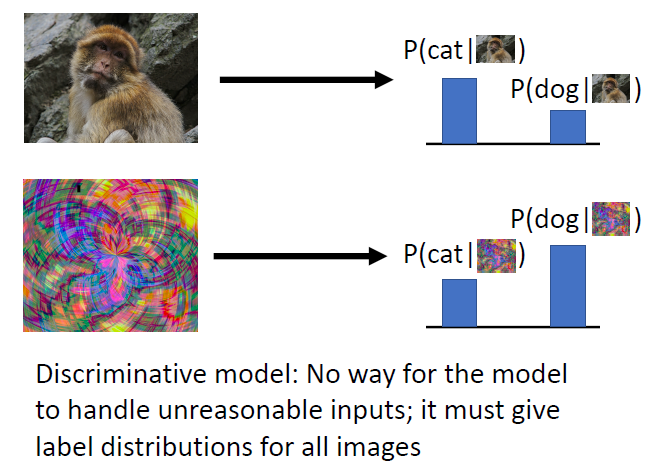 P(cat| )
P(dog| )
P(dog| )
P(cat| )
Discriminative model: No way for the model
to handle unreasonable inputs; it must give
label distributions for all images